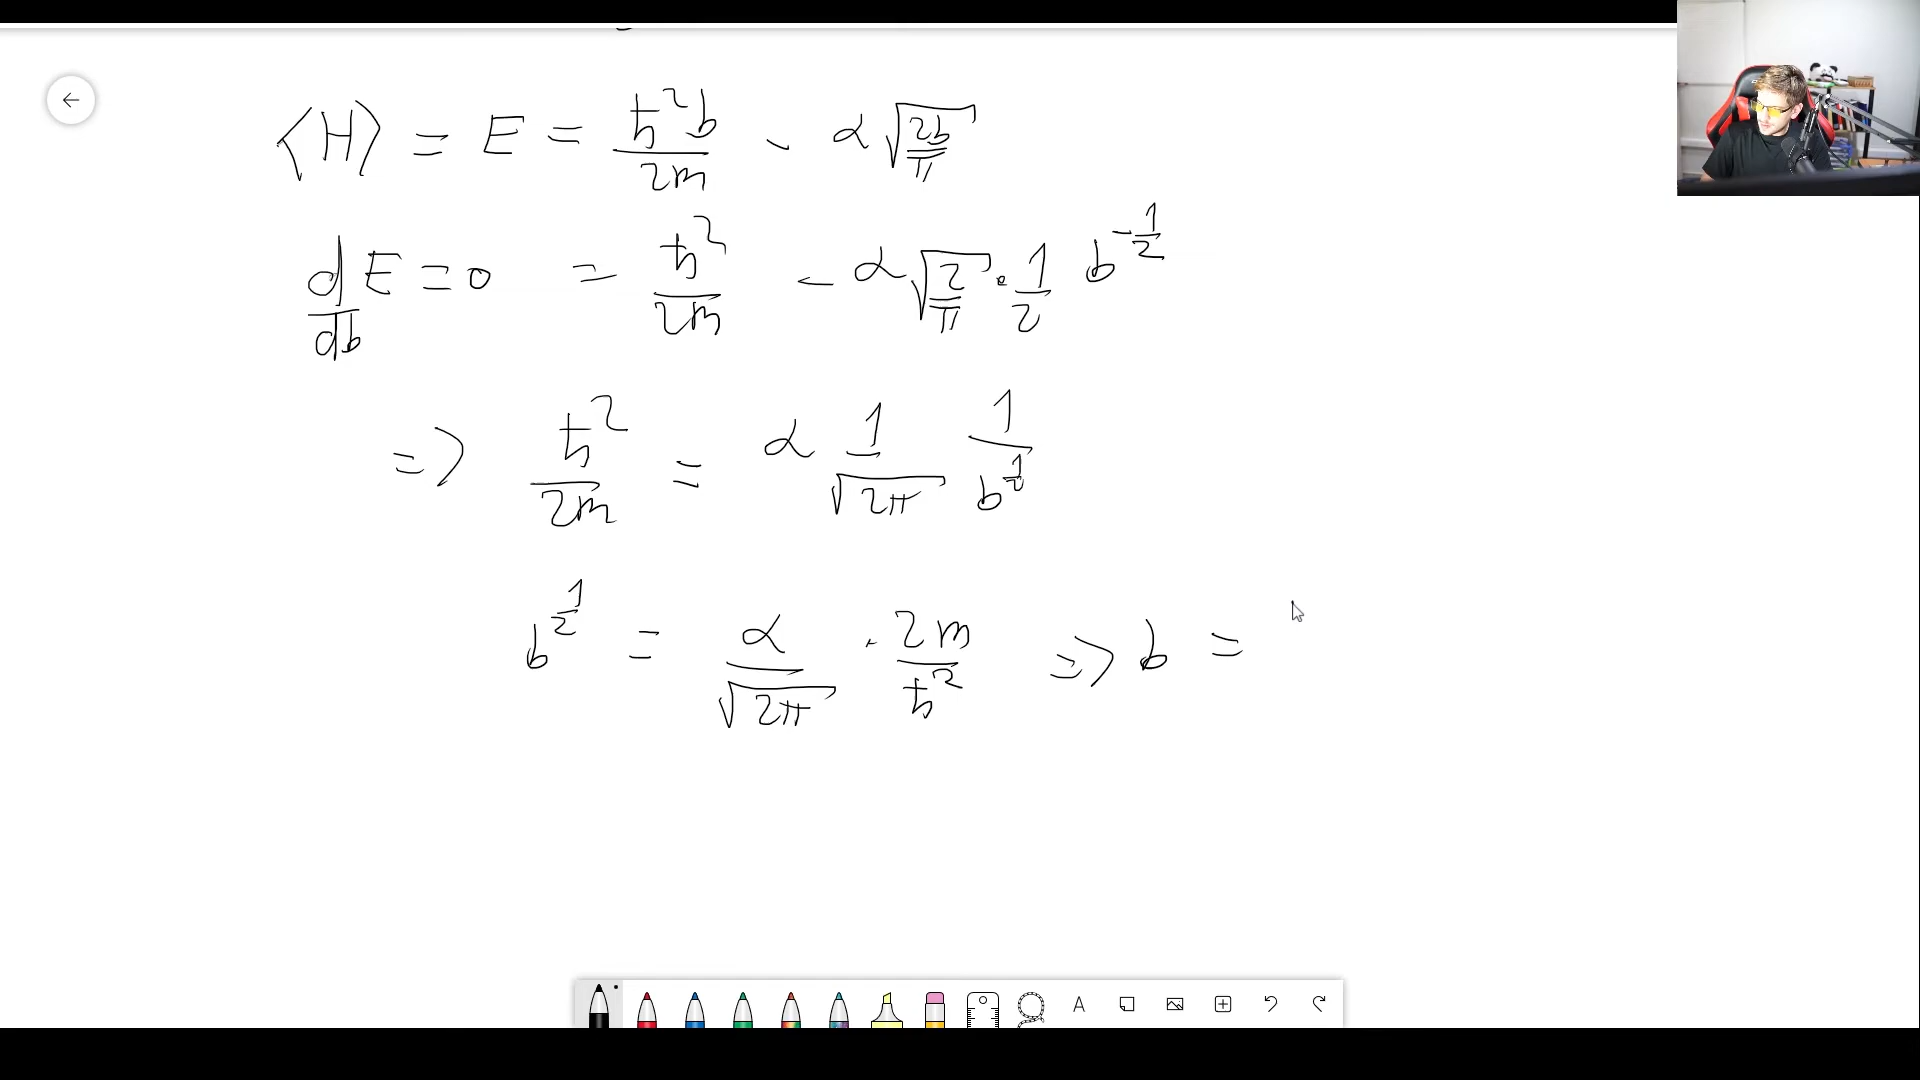 ⟨H⟩ = E = ℏ²b/2m - α√(2b/π)
d/db E = 0 = ℏ²/2m - α√(2/π) · 1/2 b^(-1/2)
=> ℏ²/2m = α 1/√(2π) 1/b^(1/2)
b^(1/2) = α/√(2π) · 2m/ℏ² => b =
A